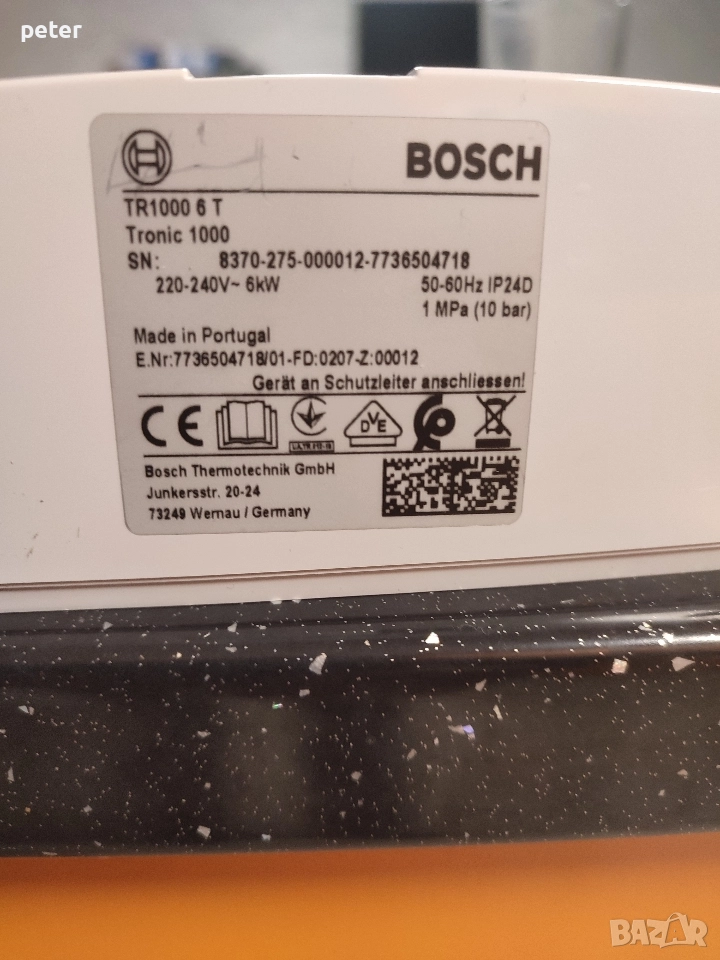 peter
BOSCH
TR1000 6 T
Tronic 1000
SN: 8370-275-000012-7736504718
220-240V~ 6kW 50-60Hz IP24D
1 MPa (10 bar)
Made in Portugal
E.Nr:7736504718/01-FD:0207-Z:00012
Gerät an Schutzleiter anschliessen!
CE
DVE
Bosch Thermotechnik GmbH
Junkersstr. 20-24
73249 Wernau / Germany
BAZAR